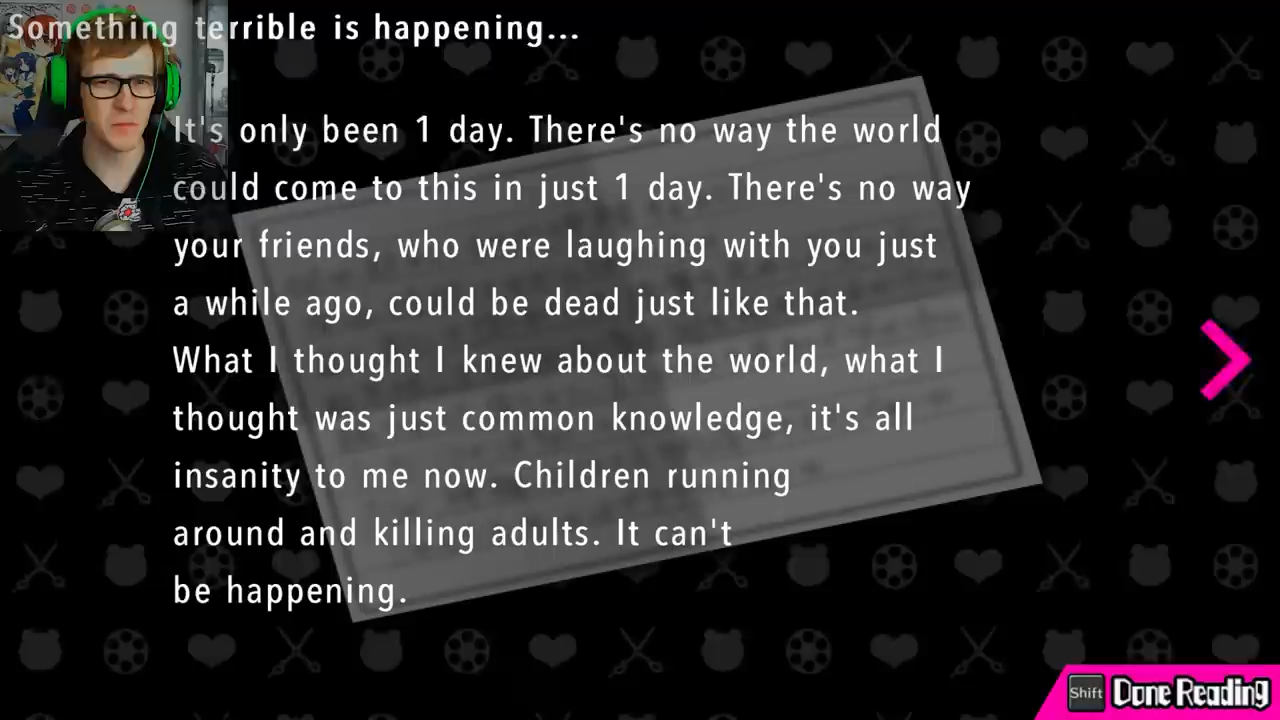 Something terrible is happening...
It's only been 1 day. There's no way the world
could come to this in just 1 day. There's no way
your friends, who were laughing with you just
a while ago, could be dead just like that.
What I thought I knew about the world, what I
thought was just common knowledge, it's all
insanity to me now. Children running
around and killing adults. It can't
be happening.
Shift Done Reading